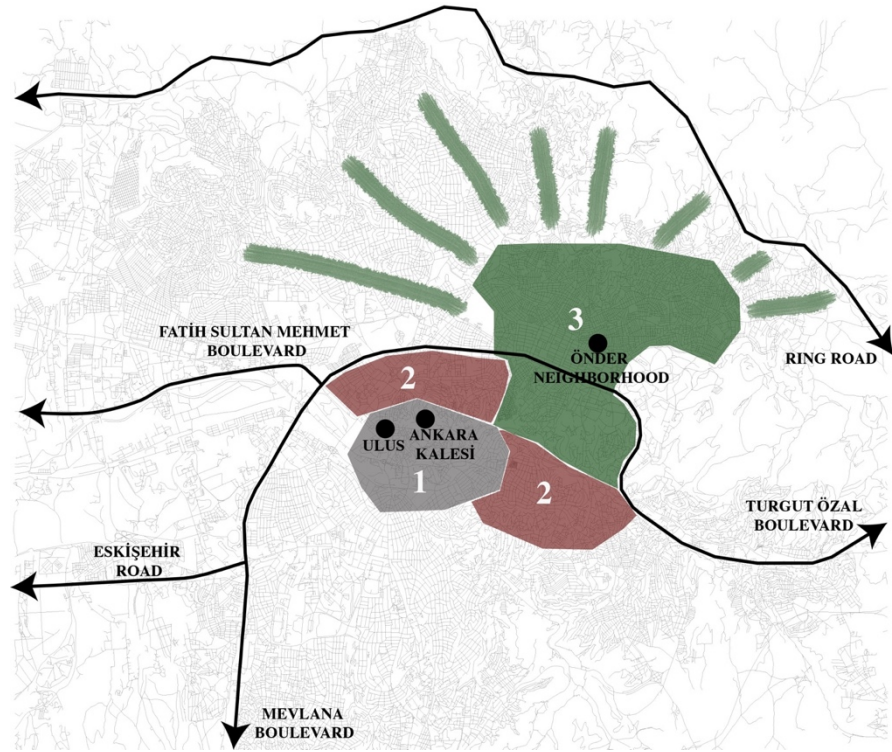 3
FATİH SULTAN MEHMET
BOULEVARD
ÖNDER
NEIGHBORHOOD
RING ROAD
2
ULUS
ANKARA
KALESİ
1
2
TURGUT ÖZAL
BOULEVARD
ESKİŞEHİR
ROAD
MEVLANA
BOULEVARD